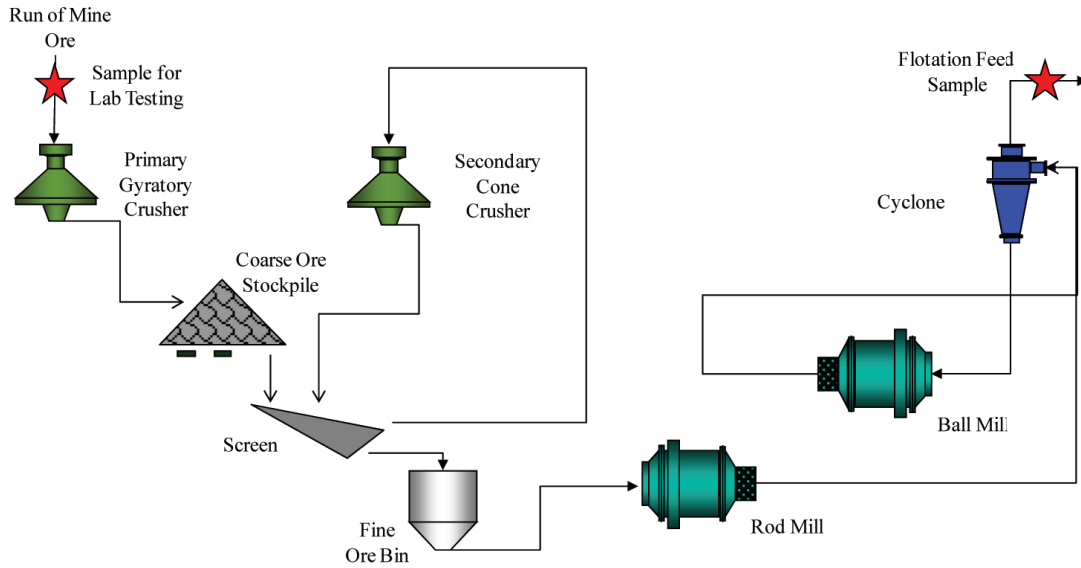 Run of Mine
Ore
Sample for
Lab Testing
Primary
Gyratory
Crusher
Secondary
Cone
Crusher
Coarse Ore
Stockpile
Screen
Fine
Ore Bin
Rod Mill
Ball Mill
Cyclone
Flotation Feed
Sample